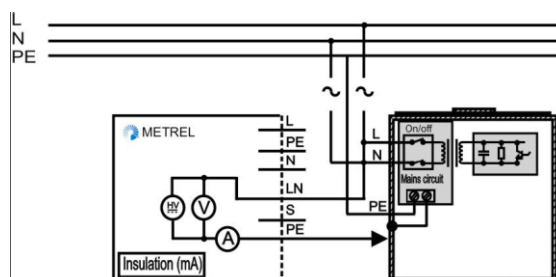 L
N
PE
METREL
L
PE
N
LN
S
PE
HV
V
A
Insulation (mA)
L
N
PE
On/off
Mains circuit